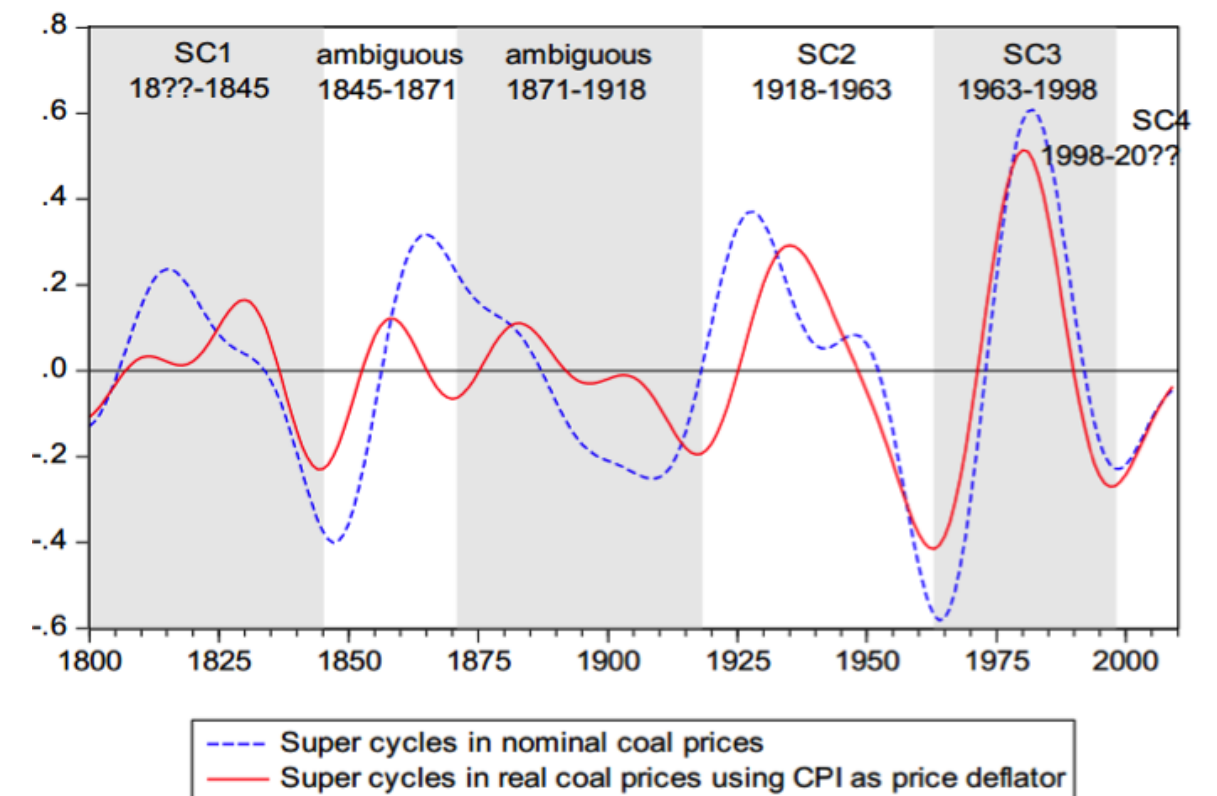 .8
.6
.4
.2
.0
-.2
-.4
-.6
SC1
18??-1845
ambiguous
1845-1871
ambiguous
1871-1918
SC2
1918-1963
SC3
1963-1998
SC4
1998-20??
1800 1825 1850 1875 1900 1925 1950 1975 2000
Super cycles in nominal coal prices
Super cycles in real coal prices using CPI as price deflator